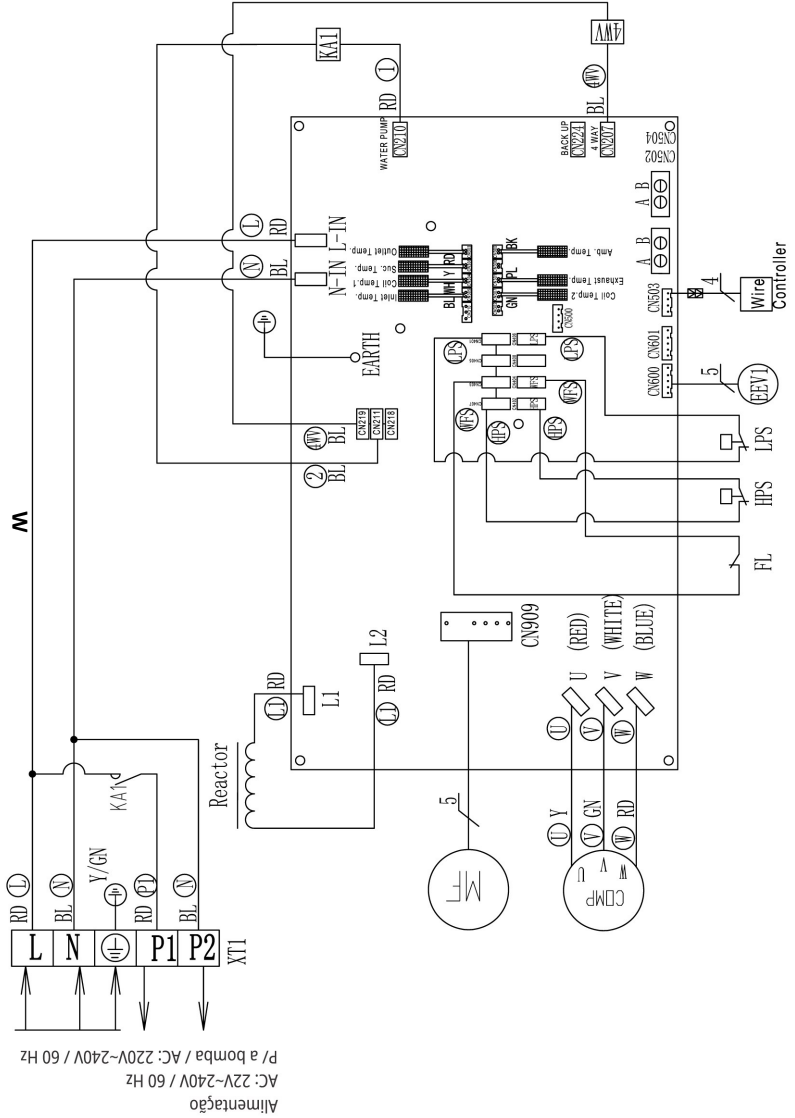 Alimentação
AC: 22V~240V / 60 Hz
P/ a bomba / AC: 220V~240V / 60 Hz
XT1
L
N
P1
P2
RD
L
BL
N
Y/GN
RD
P1
BL
N
W
KA1
Reactor
L1
RD
L1
L1
RD
L2
2
BL
4WV
BL
CN219
CN211
CN218
EARTH
N
BL
N-IN
L
RD
L-IN
KA1
RD
1
WATER PUMP
CN210
4WV
BL
4WV
BACK UP
CN224
4 WAY
CN207
CN502
CN504
A B
A B
Inlet Temp.
Coil Temp.1
Suc. Temp.
Outlet Temp.
BL
WH
Y
RD
GN
PL
BK
Coil Temp.2
Exhaust Temp.
Amb. Temp.
CN500
LPS
LPS
LPS
WFS
WFS
WFS
HPS
HPS
HPS
CN600
CN601
CN503
5
EEV1
4
Wire
Controller
LPS
HPS
FL
MF
5
CN909
COMP
U
V
W
U
Y
V
GN
W
RD
U
V
W
U (RED)
V (WHITE)
W (BLUE)